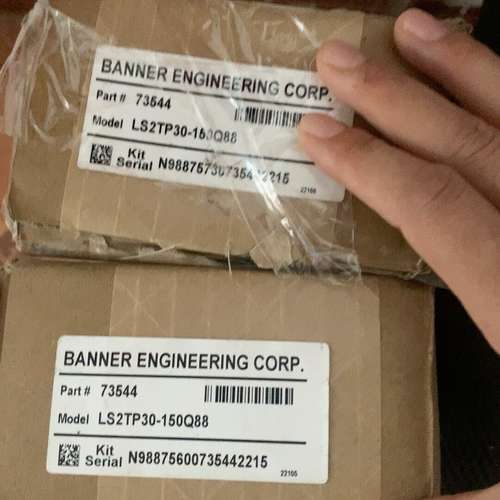 BANNER ENGINEERING CORP.
Part # 73544
Model LS2TP30-150Q88
Kit
Serial
22105
BANNER ENGINEERING CORP.
Part # 73544
Model LS2TP30-150Q88
Kit
Serial N98875600735442215
22105